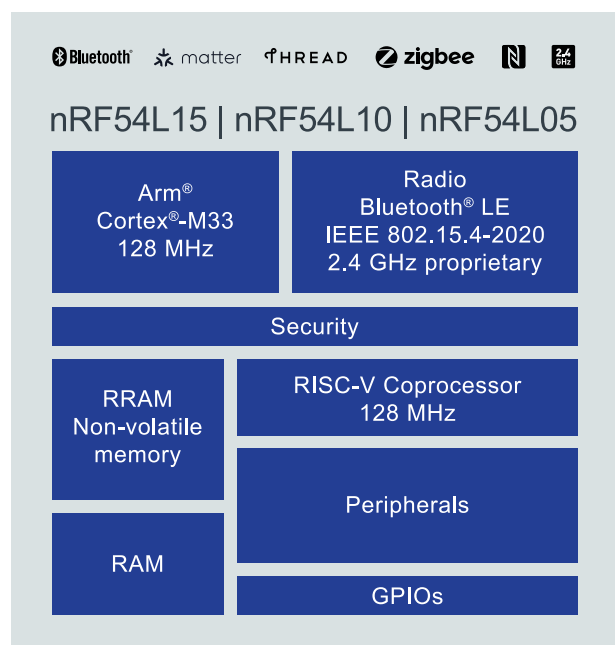 Bluetooth® matter THREAD zigbee N 2.4 GHz
nRF54L15 | nRF54L10 | nRF54L05
Arm®
Cortex®-M33
128 MHz
Radio
Bluetooth® LE
IEEE 802.15.4-2020
2.4 GHz proprietary
Security
RRAM
Non-volatile
memory
RISC-V Coprocessor
128 MHz
Peripherals
RAM
GPIOs